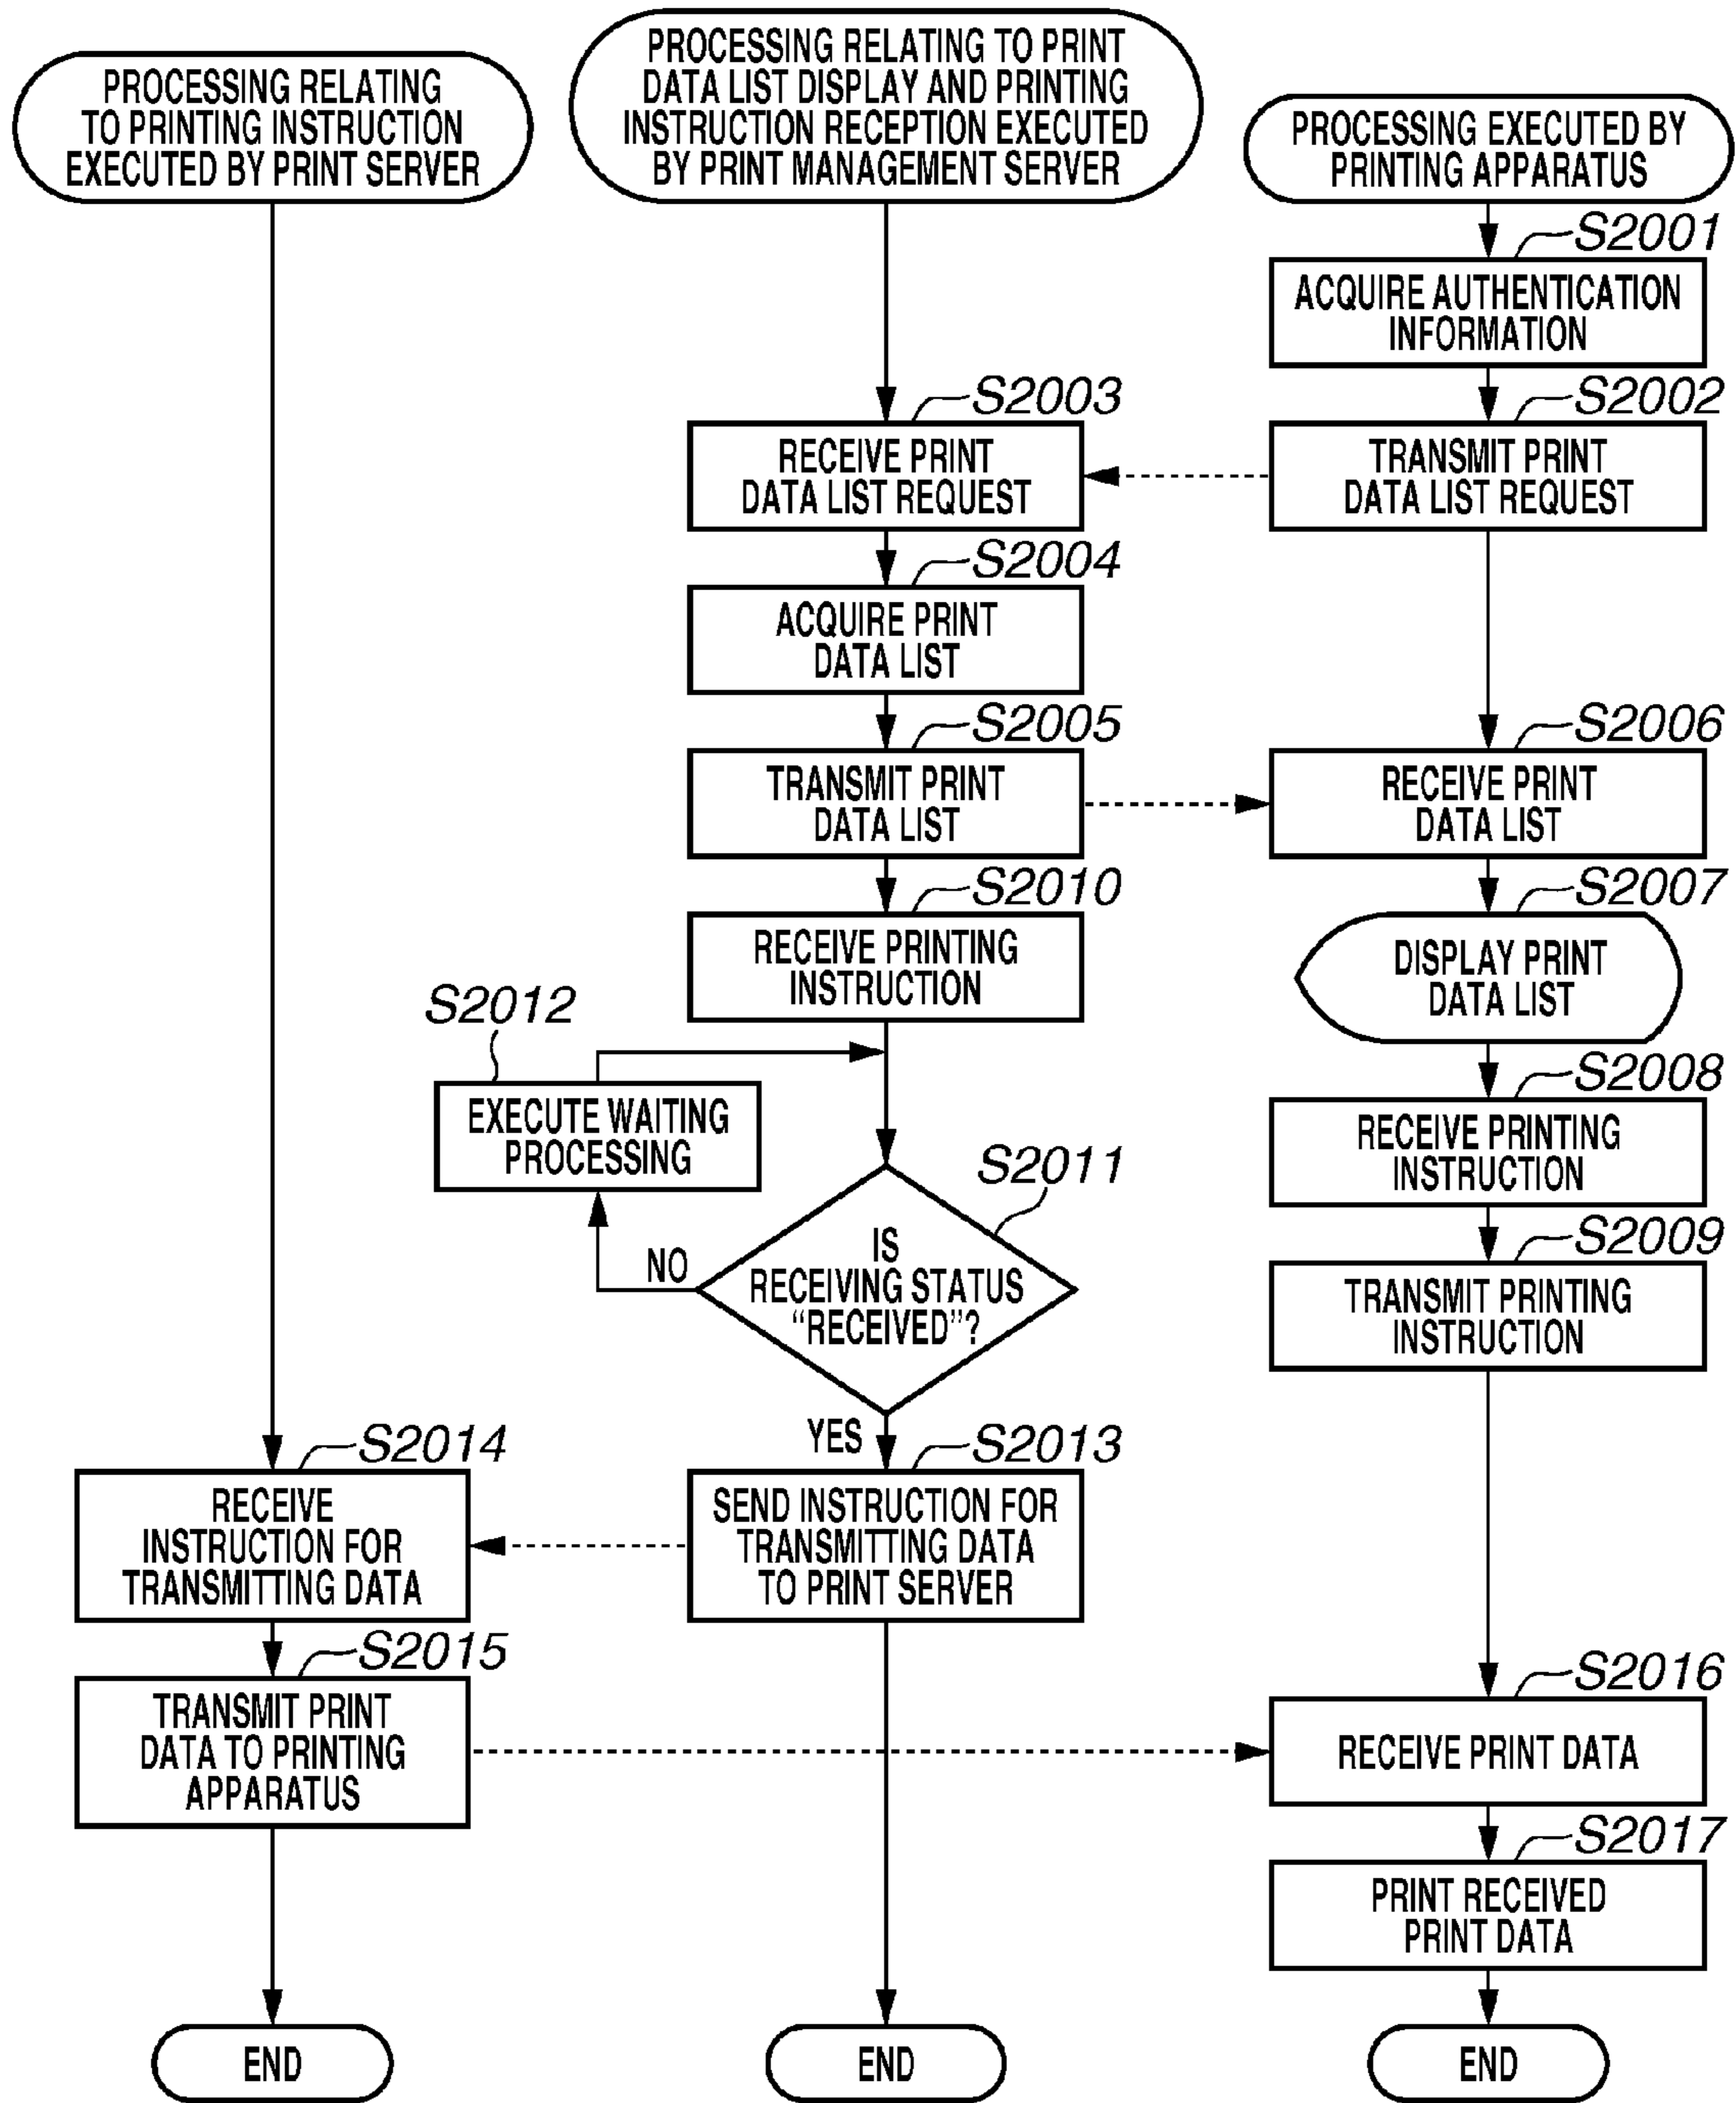 PROCESSING RELATING
TO PRINTING INSTRUCTION
EXECUTED BY PRINT SERVER
PROCESSING RELATING TO PRINT
DATA LIST DISPLAY AND PRINTING
INSTRUCTION RECEPTION EXECUTED
BY PRINT MANAGEMENT SERVER
PROCESSING EXECUTED BY
PRINTING APPARATUS
S2001
ACQUIRE AUTHENTICATION
INFORMATION
S2002
TRANSMIT PRINT
DATA LIST REQUEST
S2003
RECEIVE PRINT
DATA LIST REQUEST
S2004
ACQUIRE PRINT
DATA LIST
S2005
TRANSMIT PRINT
DATA LIST
S2006
RECEIVE PRINT
DATA LIST
S2007
DISPLAY PRINT
DATA LIST
S2008
RECEIVE PRINTING
INSTRUCTION
S2009
TRANSMIT PRINTING
INSTRUCTION
S2010
RECEIVE PRINTING
INSTRUCTION
S2011
IS
RECEIVING STATUS
“RECEIVED”?
NO
S2012
EXECUTE WAITING
PROCESSING
YES
S2013
SEND INSTRUCTION FOR
TRANSMITTING DATA
TO PRINT SERVER
S2014
RECEIVE
INSTRUCTION FOR
TRANSMITTING DATA
S2015
TRANSMIT PRINT
DATA TO PRINTING
APPARATUS
S2016
RECEIVE PRINT DATA
S2017
PRINT RECEIVED
PRINT DATA
END
END
END